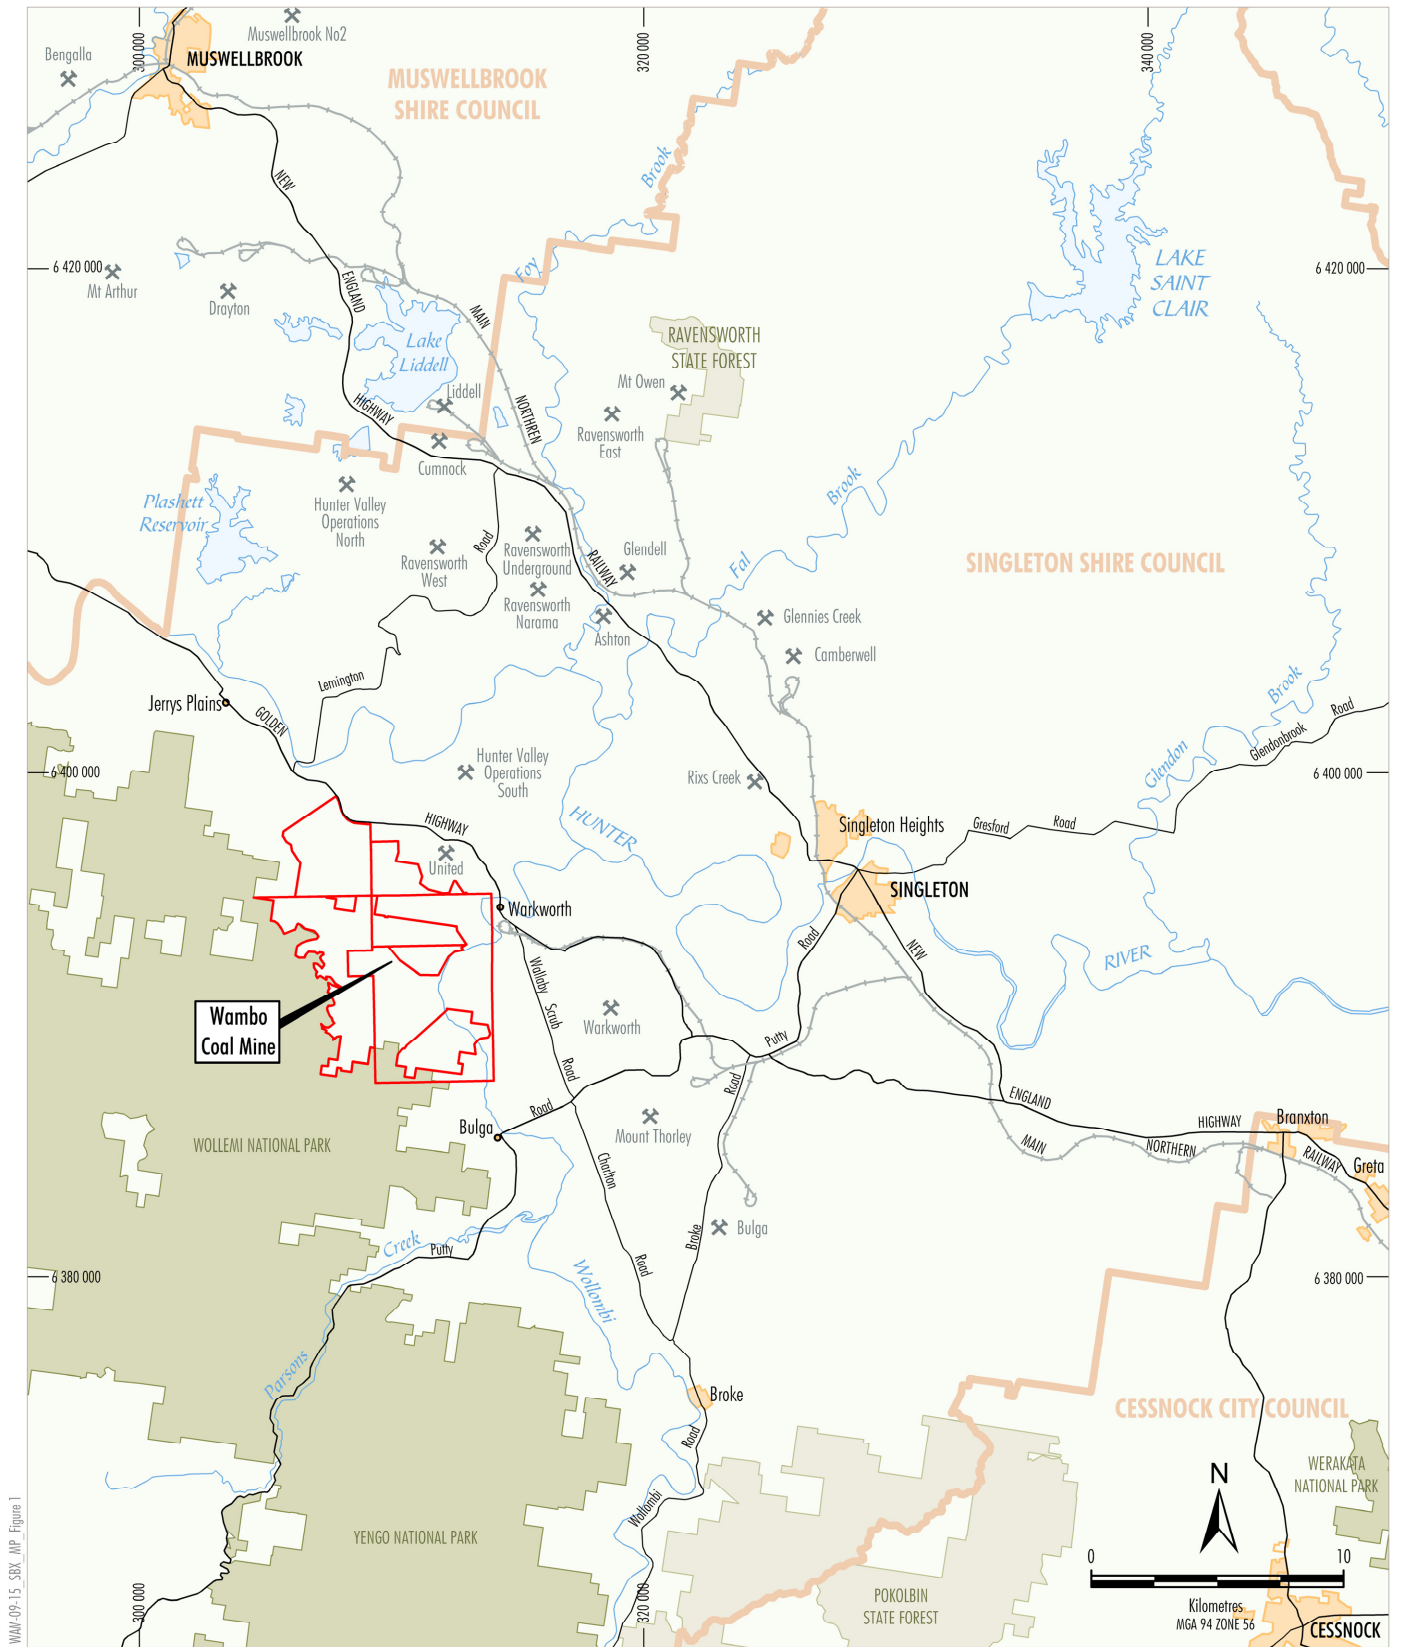 Muswellbrook No2
300 000
320 000
340 000
Bengalla
MUSWELLBROOK
MUSWELLBROOK
SHIRE COUNCIL
Brook
NEW
Foy
6 420 000
6 420 000
LAKE
SAINT
CLAIR
Mt Arthur
Drayton
ENGLAND
MAIN
Lake
Liddell
RAVENSWORTH
STATE FOREST
Mt Owen
Liddell
HIGHWAY
NORTHREN
Ravensworth
East
Cumnock
Plashett
Reservoir
Hunter Valley
Operations
North
Brook
Road
Ravensworth
West
Ravensworth
Underground
Glendell
RAILWAY
Fal
SINGLETON SHIRE COUNCIL
Ravensworth
Narama
Ashton
Glennies Creek
Camberwell
Lemington
Jerrys Plains
GOLDEN
Brook
Road
Glendonbrook
Glendon
6 400 000
6 400 000
Hunter Valley
Operations
South
Rixs Creek
HIGHWAY
HUNTER
Singleton Heights
Gresford
Road
United
SINGLETON
Warkworth
Road
NEW
RIVER
Wallaby
Scrub
Road
Wambo
Coal Mine
Warkworth
Putty
Road
ENGLAND
HIGHWAY
Branxton
Road
Bulga
Mount Thorley
MAIN
NORTHERN
RAILWAY
Greta
WOLLEMI NATIONAL PARK
Charlton
Road
Broke
Bulga
Creek
Putty
Wollombi
6 380 000
6 380 000
Parsons
Broke
Road
CESSNOCK CITY COUNCIL
WERAKATA
NATIONAL PARK
N
Wollombi
YENGO NATIONAL PARK
0
10
Kilometres
MGA 94 ZONE 56
POKOLBIN
STATE FOREST
300 000
320 000
CESSNOCK
WAM-09-15_SBX_MP_Figure 1